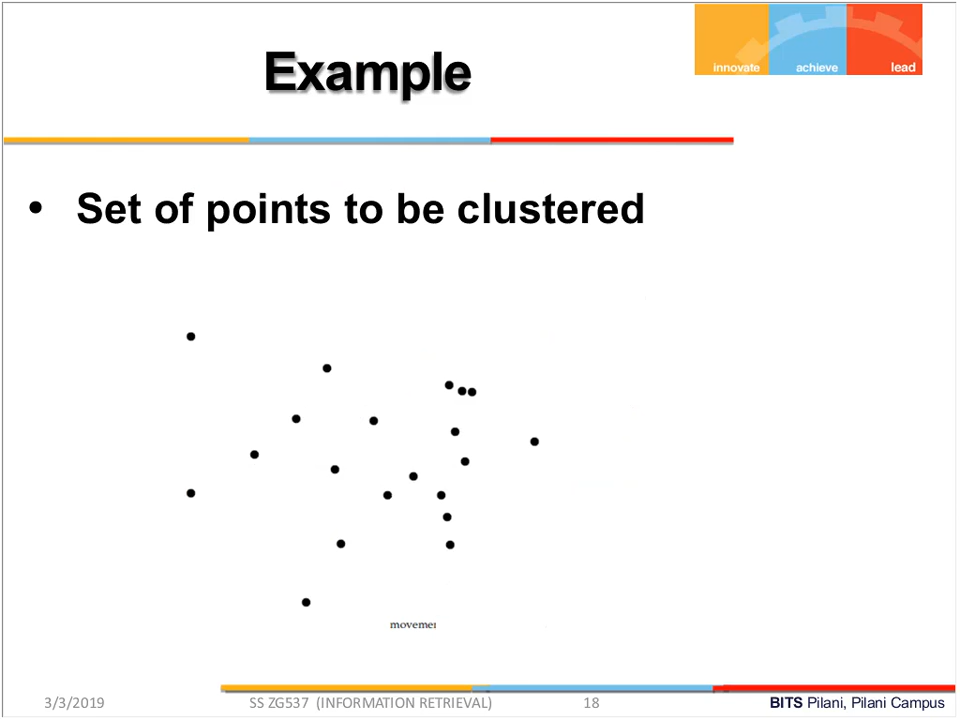 Example
innovate achieve lead
• Set of points to be clustered
movemer
3/3/2019 SS ZG537 (INFORMATION RETRIEVAL) 18 BITS Pilani, Pilani Campus